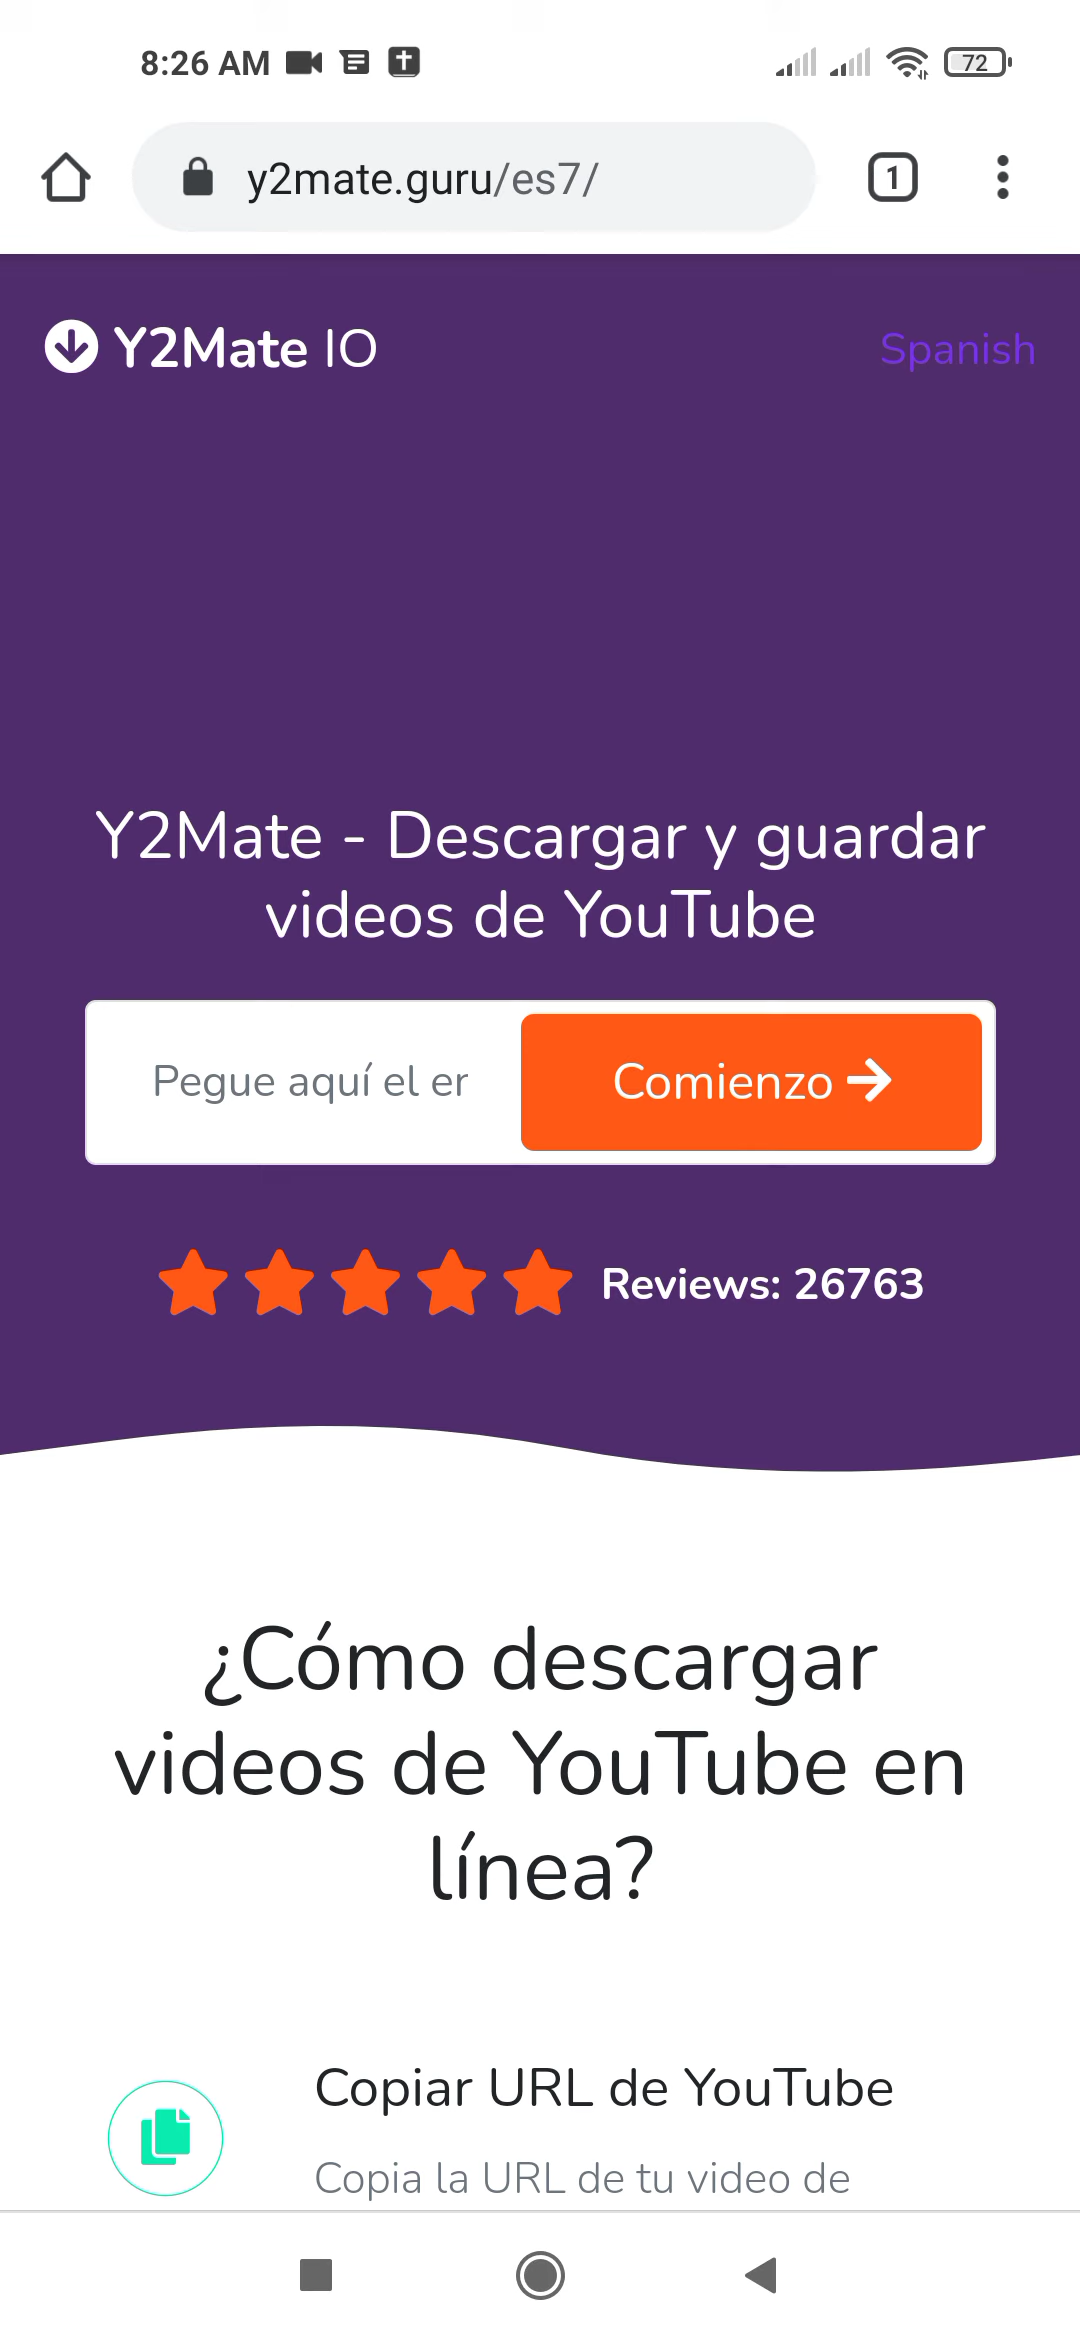 8:26 AM
72
y2mate.guru/es7/
1
Y2Mate IO
Spanish
Y2Mate - Descargar y guardar
videos de YouTube
Pegue aquí el er
Comienzo
Reviews: 26763
¿Cómo descargar
videos de YouTube en
línea?
Copiar URL de YouTube
Copia la URL de tu video de